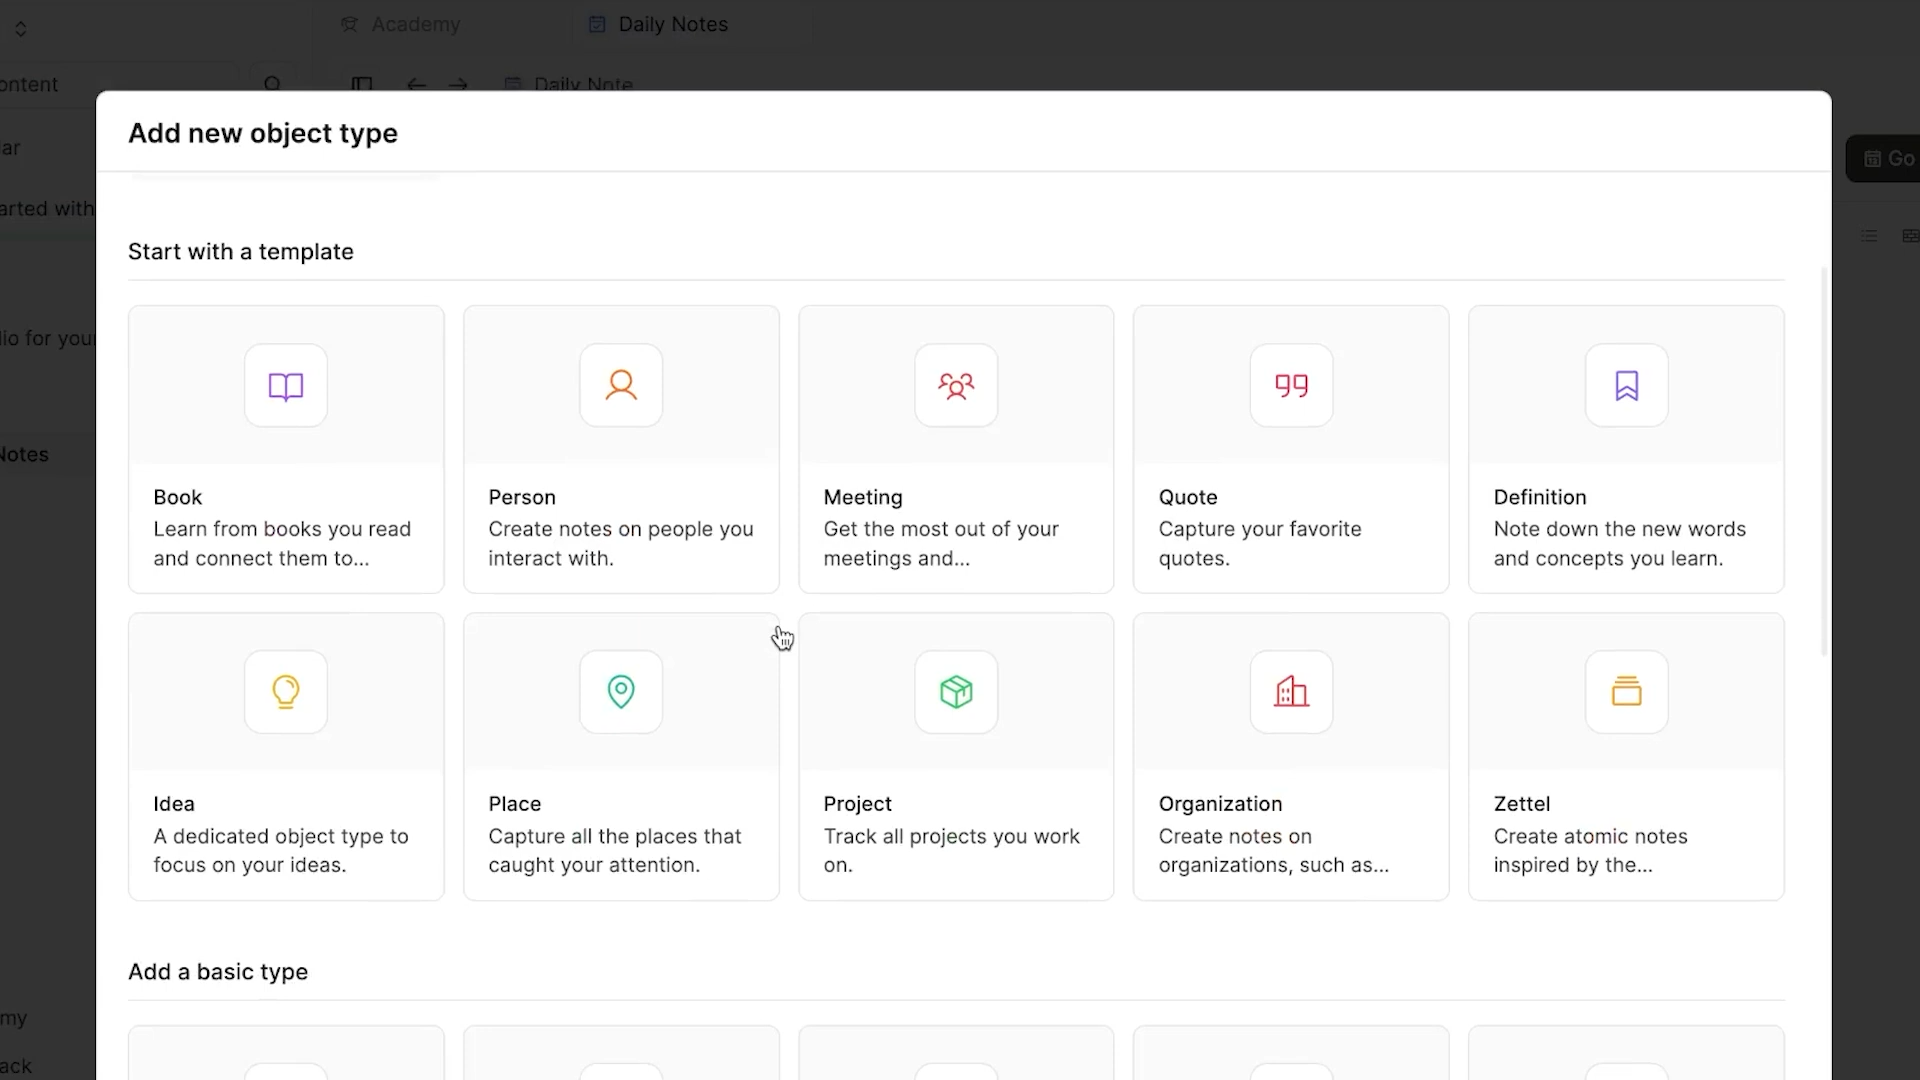 Academy
Daily Notes
ontent
Daily Note
Add new object type
ar
Go
arted with
Start with a template
lio for your
Book
Learn from books you read
and connect them to...
Person
Create notes on people you
interact with.
Meeting
Get the most out of your
meetings and...
Quote
Capture your favorite
quotes.
Definition
Note down the new words
and concepts you learn.
Notes
Idea
A dedicated object type to
focus on your ideas.
Place
Capture all the places that
caught your attention.
Project
Track all projects you work
on.
Organization
Create notes on
organizations, such as...
Zettel
Create atomic notes
inspired by the...
Add a basic type
my
ack